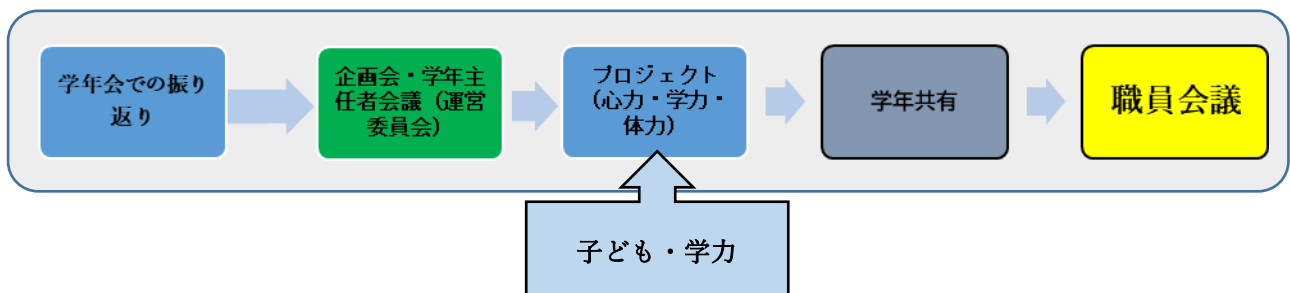 学年会での振り
返り
企画会・学年主
任者会議（運営
委員会）
プロジェクト
（心力・学力・
体力）
学年共有
職員会議
子ども・学力